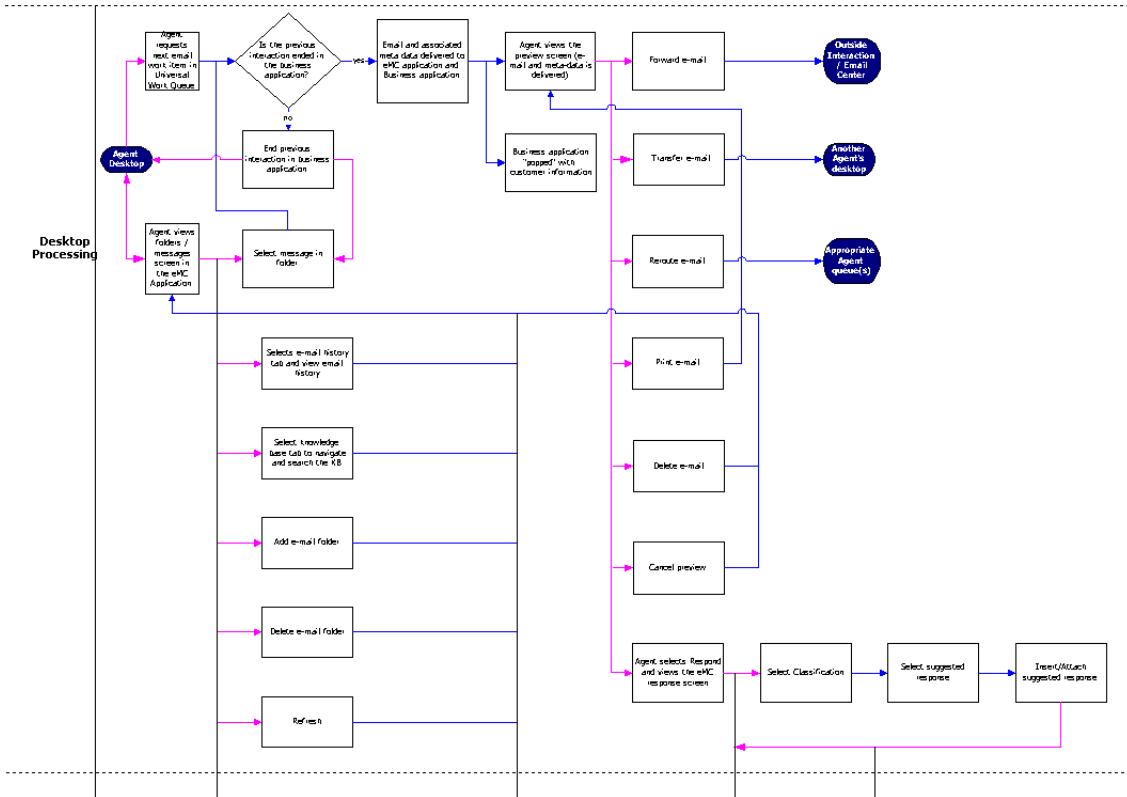 Agent
requests
next email
work item in
Universal
Work Queue
Is the previous
interaction ended in
the business
application?
yes
no
Email and associated
meta data delivered to
eMC application and
Business application
Agent views the
preview screen (e-
mail and meta-data is
delivered)
Forward e-mail
Outside
Interaction
/ Email
Center
Agent
Desktop
End previous
interaction in business
application
Business application
"popped" with
customer information
Transfer e-mail
Another
Agent's
desktop
Desktop
Processing
Agent views
folders /
messages
screen in
the eMC
Application
Select message in
folder
Reroute e-mail
Appropriate
Agent
queue(s)
Selects e-mail history
tab and view email
history
Print e-mail
Select knowledge
base tab to navigate
and search the KB
Delete e-mail
Add e-mail folder
Cancel preview
Delete e-mail folder
Agent selects Respond
and views the eMC
response screen
Select Classification
Select suggested
response
Insert/Attach
suggested response
Refresh